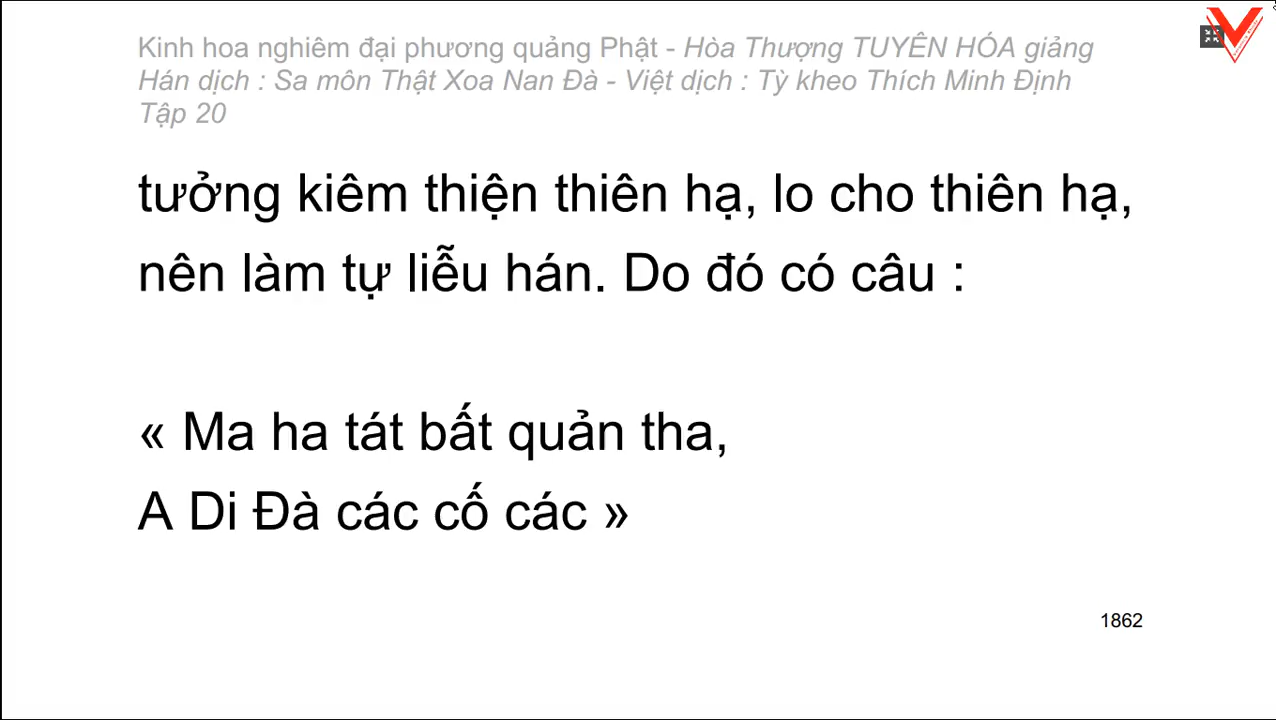 Kinh hoa nghiêm đại phương quảng Phật - Hòa Thượng TUYÊN HÓA giảng
Hán dịch : Sa môn Thật Xoa Nan Đà - Việt dịch : Tỳ kheo Thích Minh Định
Tập 20
tưởng kiêm thiện thiên hạ, lo cho thiên hạ,
nên làm tự liễu hán. Do đó có câu :
« Ma ha tát bất quản tha,
A Di Đà các cố các »
1862